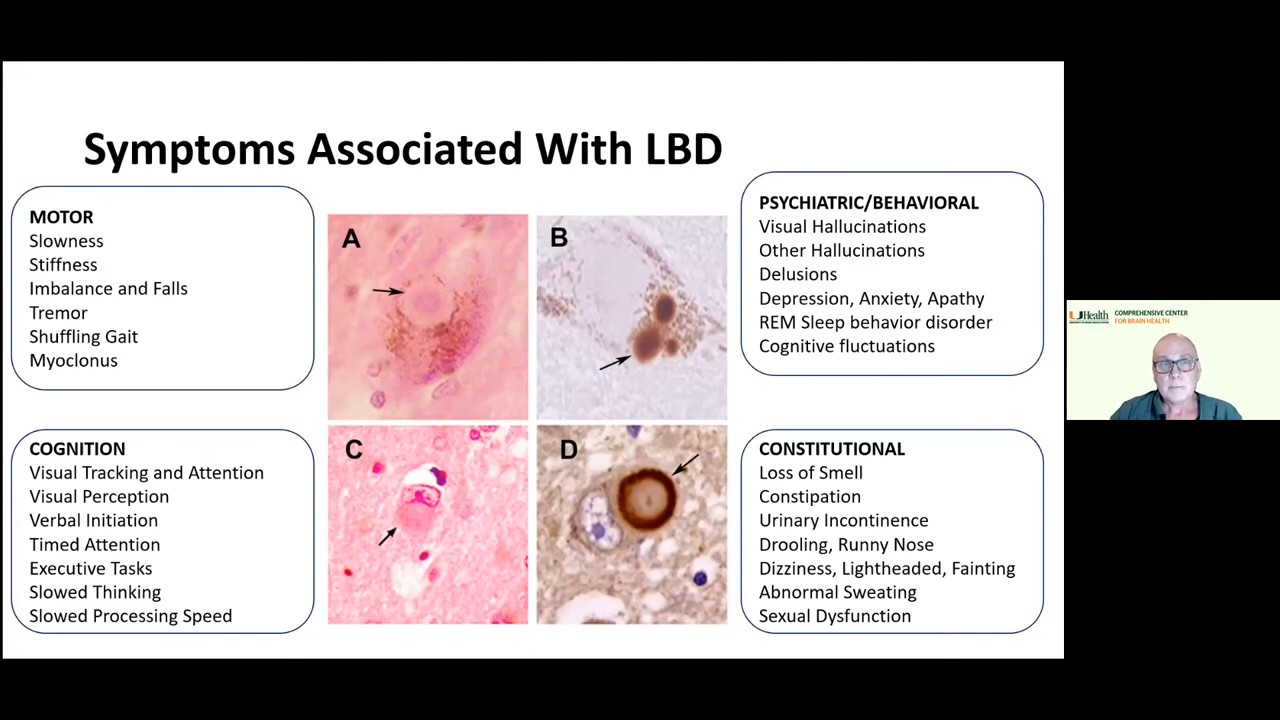 Symptoms Associated With LBD
MOTOR
Slowness
Stiffness
Imbalance and Falls
Tremor
Shuffling Gait
Myoclonus
A
B
PSYCHIATRIC/BEHAVIORAL
Visual Hallucinations
Other Hallucinations
Delusions
Depression, Anxiety, Apathy
REM Sleep behavior disorder
Cognitive fluctuations
COGNITION
Visual Tracking and Attention
Visual Perception
Verbal Initiation
Timed Attention
Executive Tasks
Slowed Thinking
Slowed Processing Speed
C
D
CONSTITUTIONAL
Loss of Smell
Constipation
Urinary Incontinence
Drooling, Runny Nose
Dizziness, Lightheaded, Fainting
Abnormal Sweating
Sexual Dysfunction
UHealth
COMPREHENSIVE CENTER
FOR BRAIN HEALTH